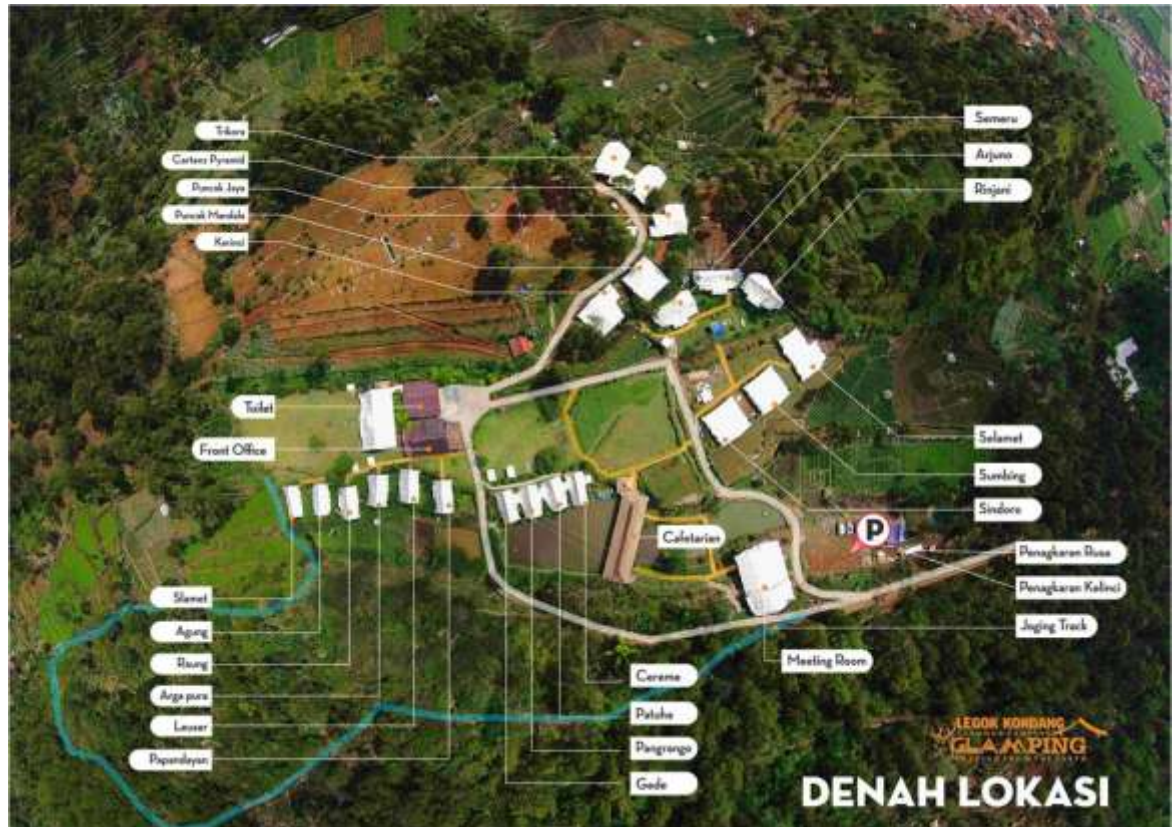 Trikora
Cartens Pyramid
Puncak Jaya
Puncak Mandala
Kerinci
Semeru
Arjuno
Rinjani
Toilet
Front Office
Selamat
Sumbing
Sindoro
P
Cafetarian
Penagkaran Rusa
Penagkaran Kelinci
Joging Track
Meeting Room
Slamet
Agung
Raung
Arga pura
Leuser
Papandayan
Cereme
Patuha
Pangrango
Gede
LEGOK KONDANG
GLAMPING
DENAH LOKASI